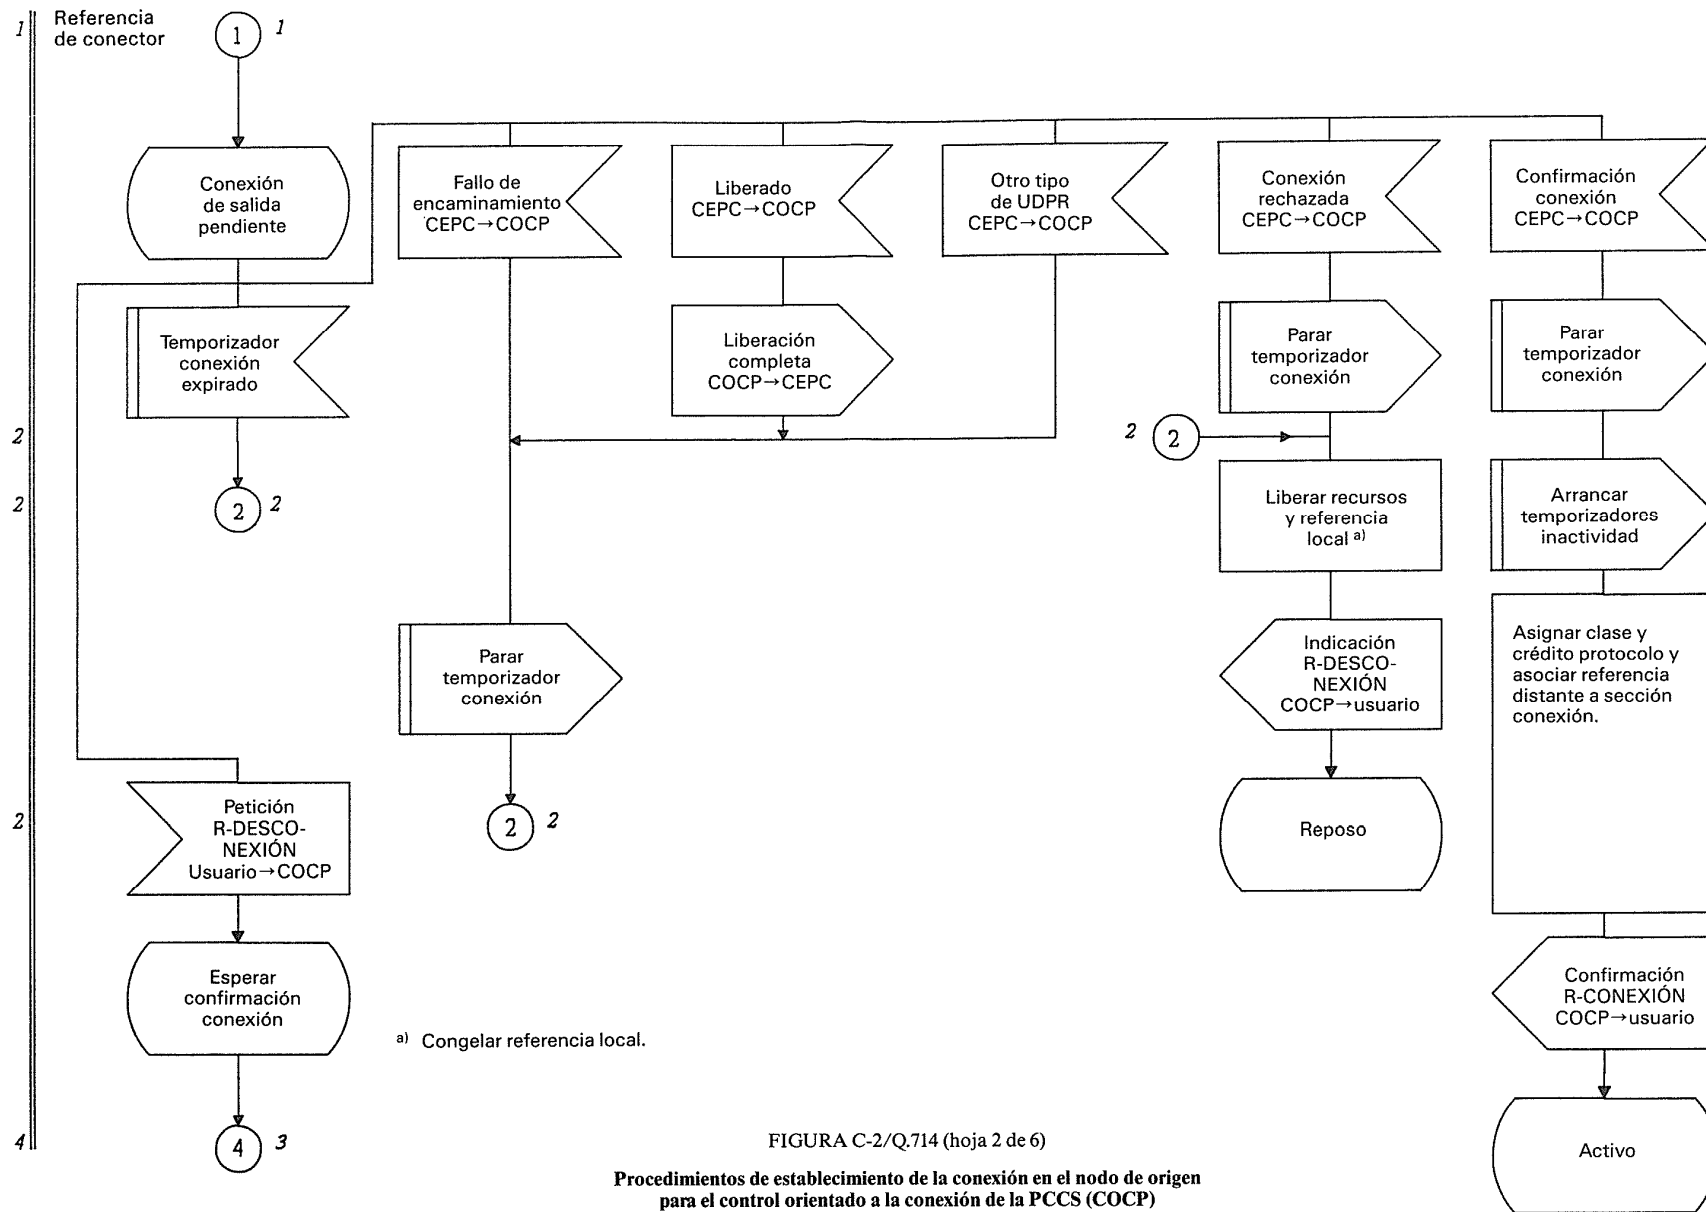 1
Referencia
de conector
1
1
Conexión
de salida
pendiente
Fallo de
encaminamiento
CEPC→COCP
Liberado
CEPC→COCP
Otro tipo
de UDPR
CEPC→COCP
Conexión
rechazada
CEPC→COCP
Confirmación
conexión
CEPC→COCP
Temporizador
conexión
expirado
Liberación
completa
COCP→CEPC
Parar
temporizador
conexión
Parar
temporizador
conexión
2
2
2
2
2
2
Liberar recursos
y referencia
local a)
Arrancar
temporizadores
inactividad
Parar
temporizador
conexión
Indicación
R-DESCO-
NEXIÓN
COCP→usuario
Asignar clase y
crédito protocolo y
asociar referencia
distante a sección
conexión.
2
Petición
R-DESCO-
NEXIÓN
Usuario→COCP
2
2
Reposo
Esperar
confirmación
conexión
Confirmación
R-CONEXIÓN
COCP→usuario
a) Congelar referencia local.
4
4
3
Activo
FIGURA C-2/Q.714 (hoja 2 de 6)
Procedimientos de establecimiento de la conexión en el nodo de origen
para el control orientado a la conexión de la PCCS (COCP)